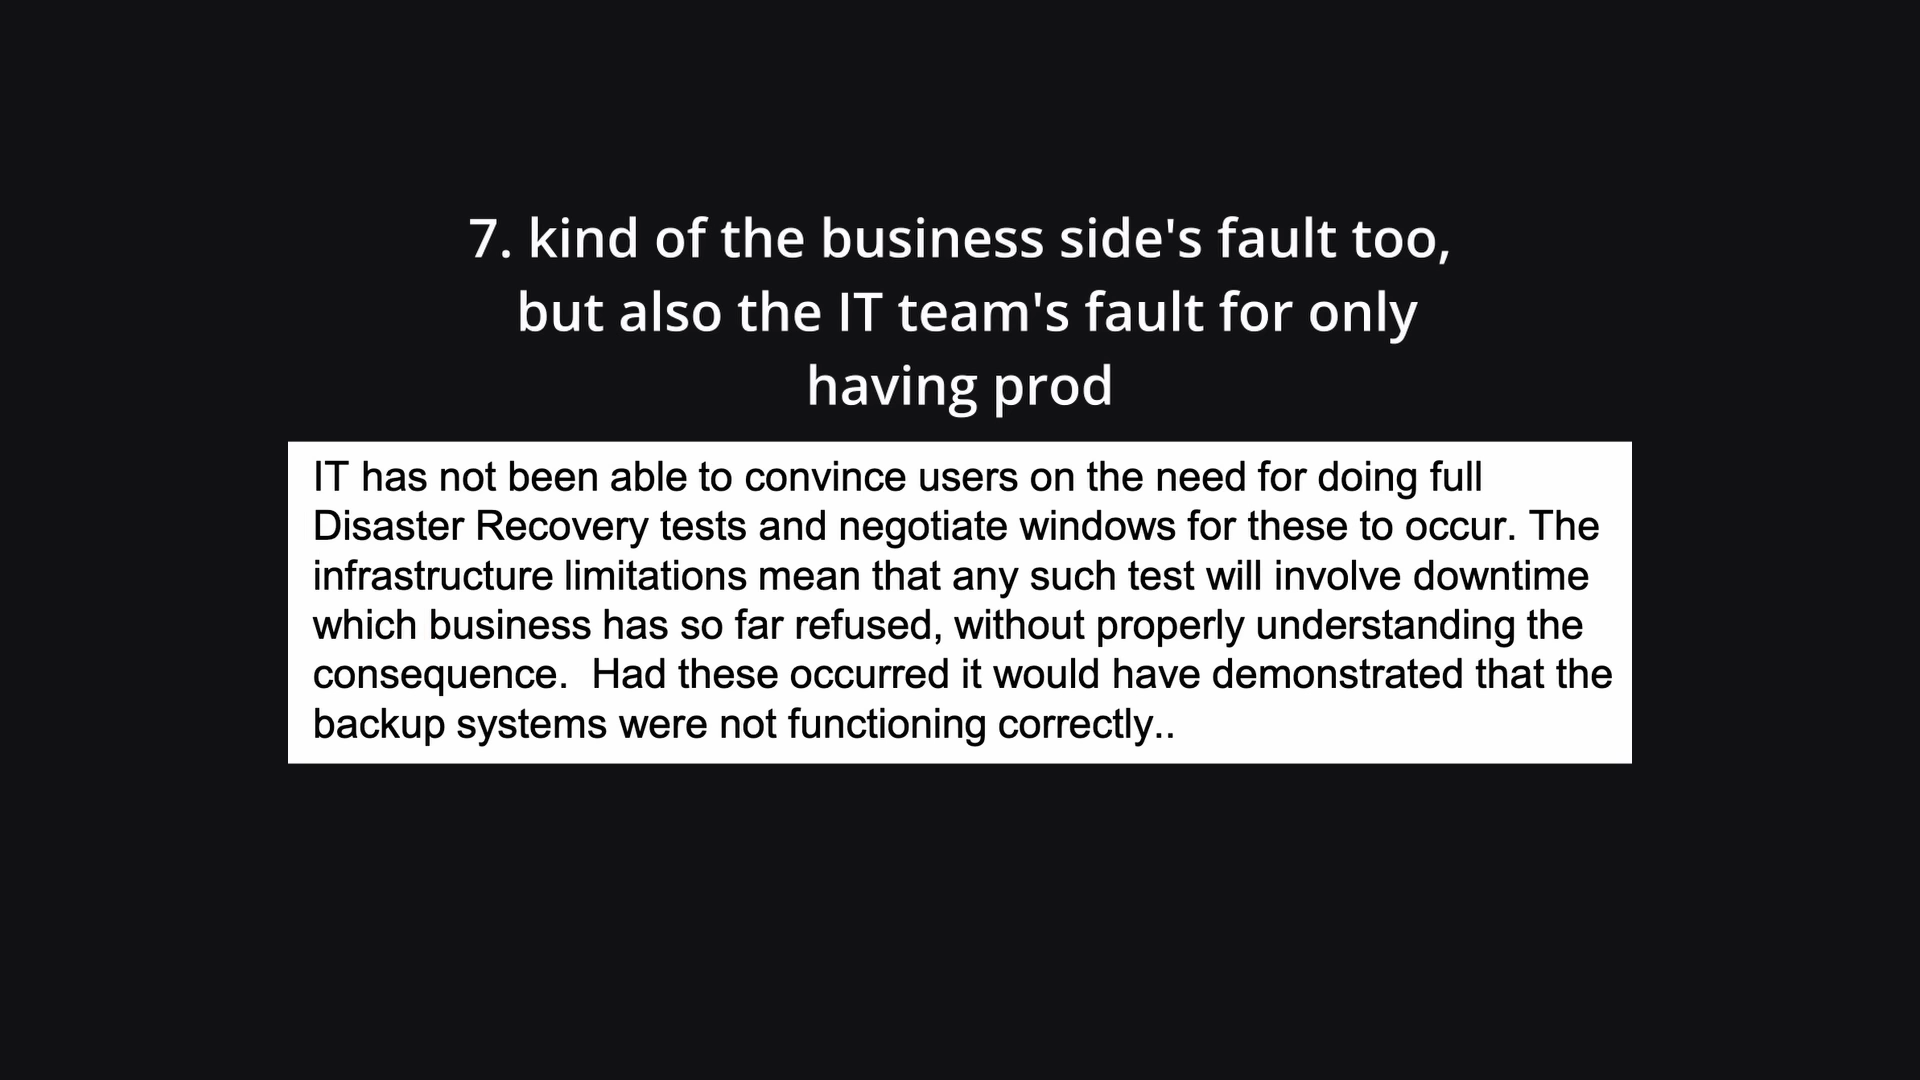 7. kind of the business side's fault too,
but also the IT team's fault for only
having prod
IT has not been able to convince users on the need for doing full
Disaster Recovery tests and negotiate windows for these to occur. The
infrastructure limitations mean that any such test will involve downtime
which business has so far refused, without properly understanding the
consequence.  Had these occurred it would have demonstrated that the
backup systems were not functioning correctly..